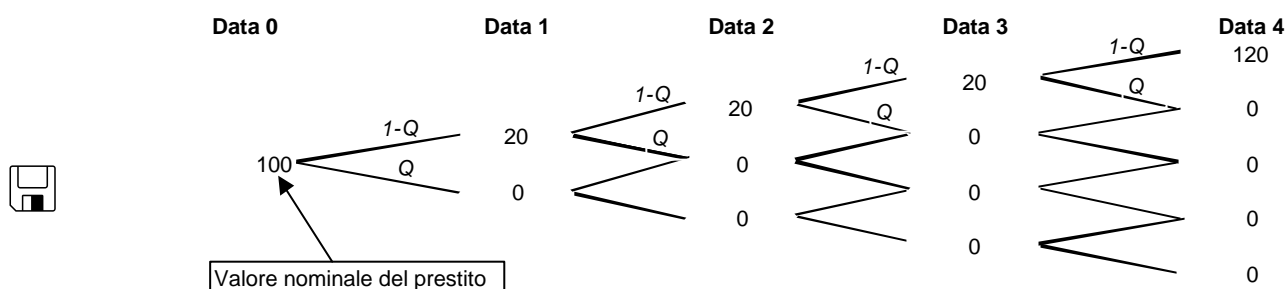 Data 0 Data 1 Data 2 Data 3 Data 4
1-Q 120
1-Q 20 Q
1-Q 20 Q 0
1-Q 20 Q 0
100 Q 0 0 0
0 0
0 0
0
Valore nominale del prestito